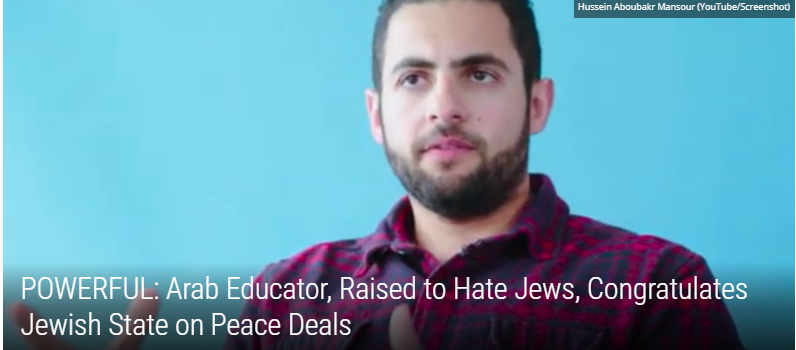 Hussein Aboubakr Mansour (YouTube/Screenshot)
POWERFUL: Arab Educator, Raised to Hate Jews, Congratulates
Jewish State on Peace Deals